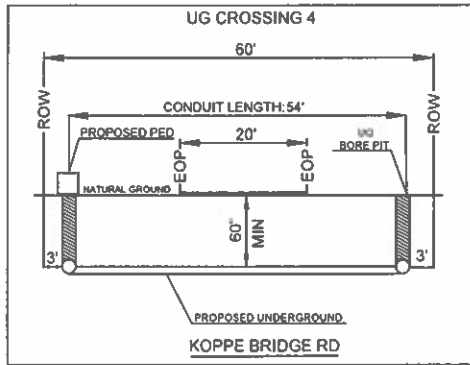 UG CROSSING 4
60'
ROW
ROW
CONDUIT LENGTH:54'
PROPOSED PED
20'
UG
BORE PIT
EOP
EOP
NATURAL GROUND
60"
MIN
3'
3'
PROPOSED UNDERGROUND
KOPPE BRIDGE RD